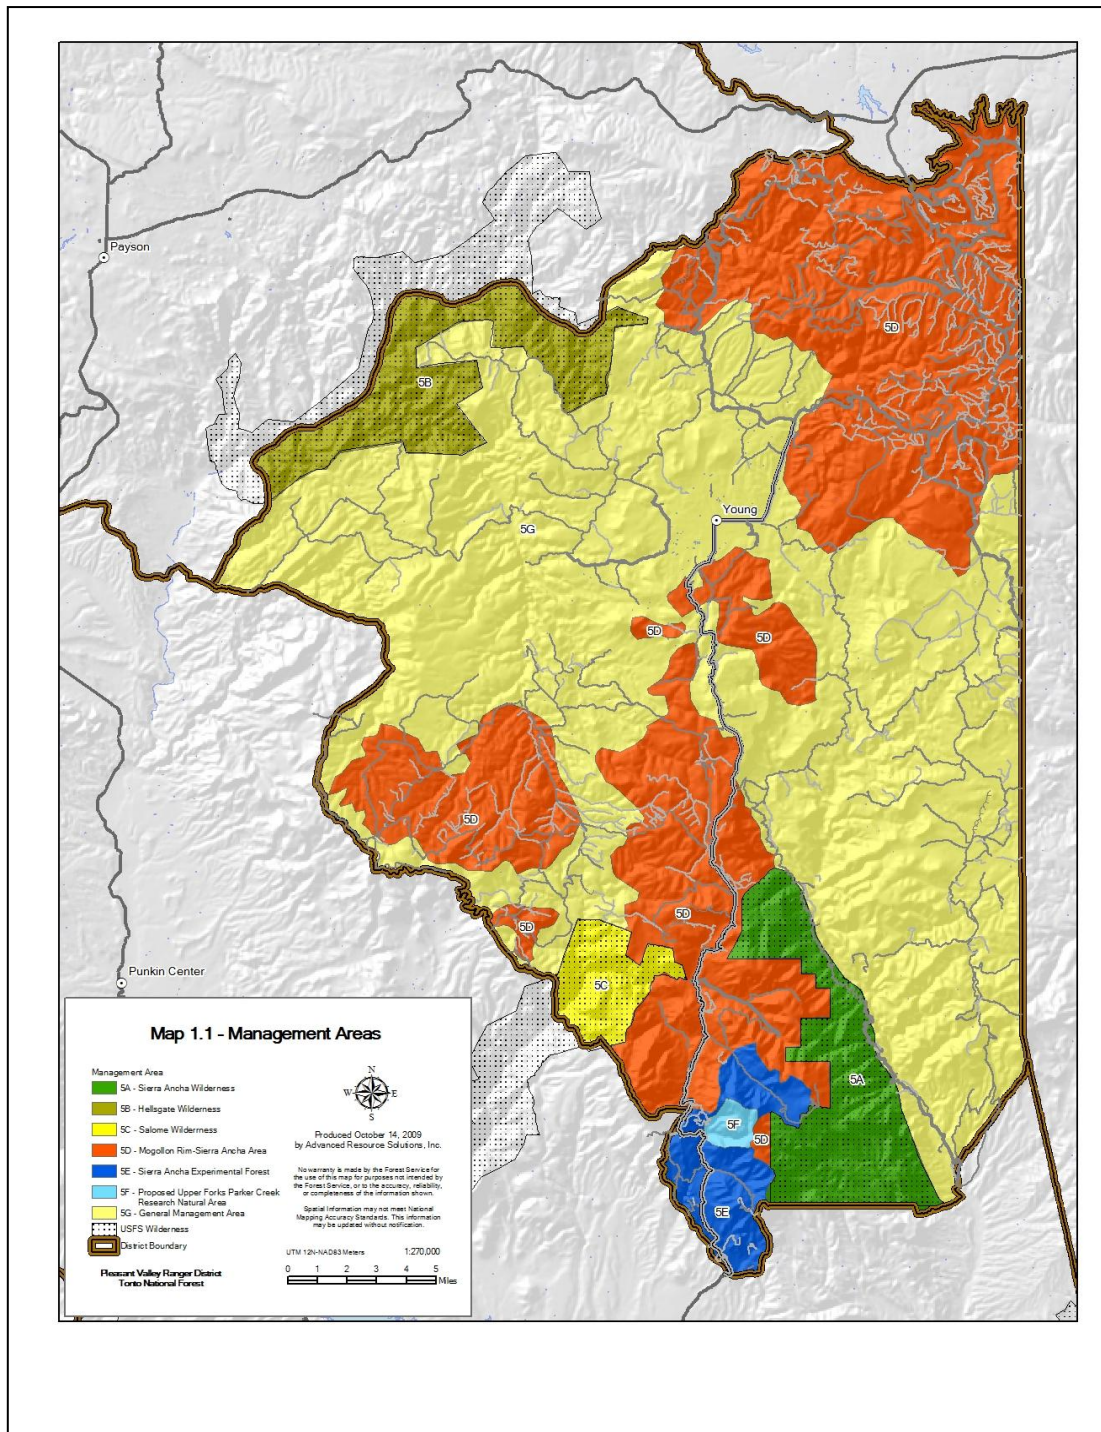 Payson
5D
5B
Young
5G
5D
5D
5D
5D
5D
5C
Punkin Center
5A
5F
5D
5E
Map 1.1 - Management Areas
Management Area
5A - Sierra Ancha Wilderness
5B - Hellsgate Wilderness
5C - Salome Wilderness
5D - Mogollon Rim-Sierra Ancha Area
5E - Sierra Ancha Experimental Forest
5F - Proposed Upper Forks Parker Creek
Research Natural Area
5G - General Management Area
USFS Wilderness
District Boundary
Pleasant Valley Ranger District
Tonto National Forest
N
W E
S
Produced October 14, 2009
by Advanced Resource Solutions, Inc.
No warranty is made by the Forest Service for
the use of this map for purposes not intended by
the Forest Service, or to the accuracy, reliability,
or completeness of the information shown.
Spatial Information may not meet National
Mapping Accuracy Standards. This information
may be updated without notification.
UTM 12N-NAD83 Meters 1:270,000
0 1 2 3 4 5
Miles